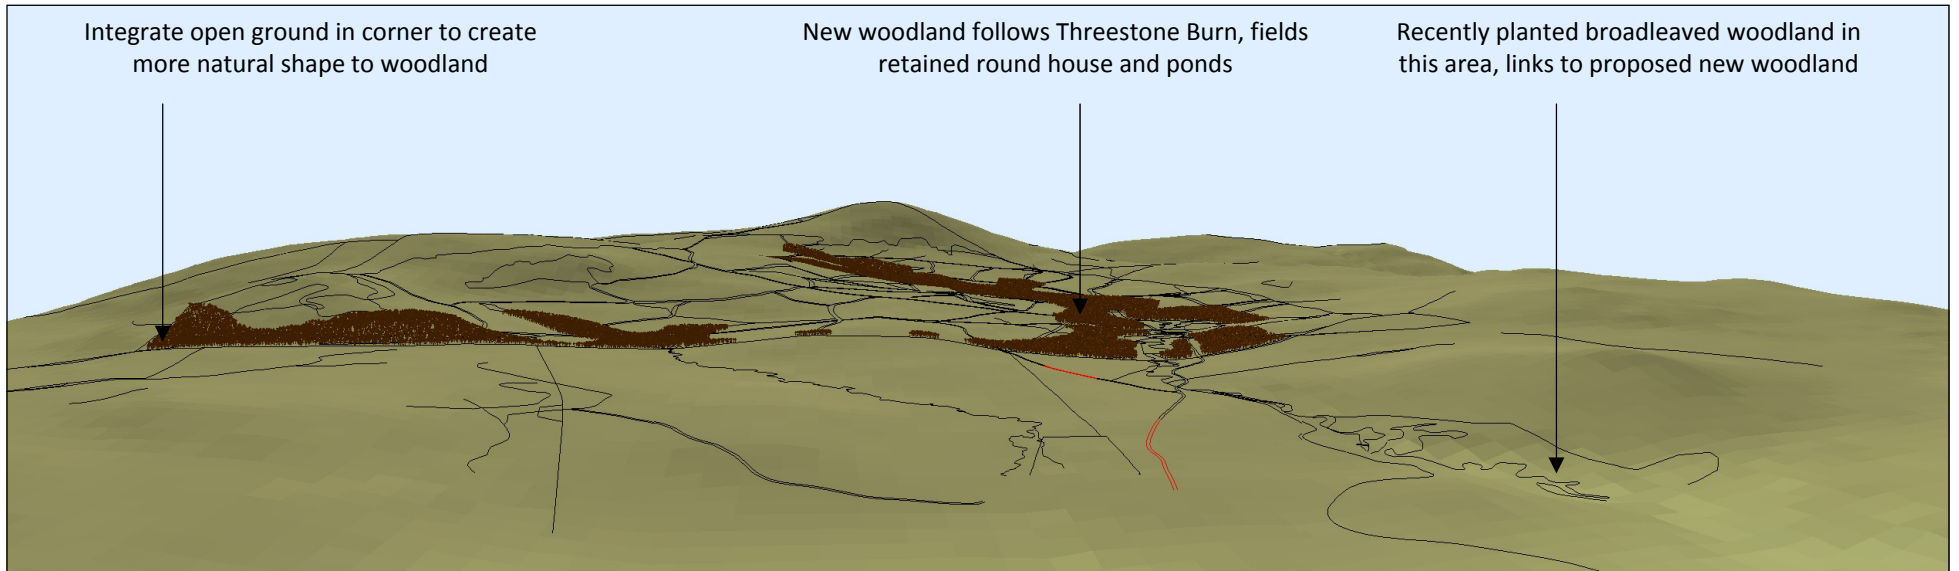 Integrate open ground in corner to create
more natural shape to woodland
New woodland follows Threestone Burn, fields
retained round house and ponds
Recently planted broadleaved woodland in
this area, links to proposed new woodland